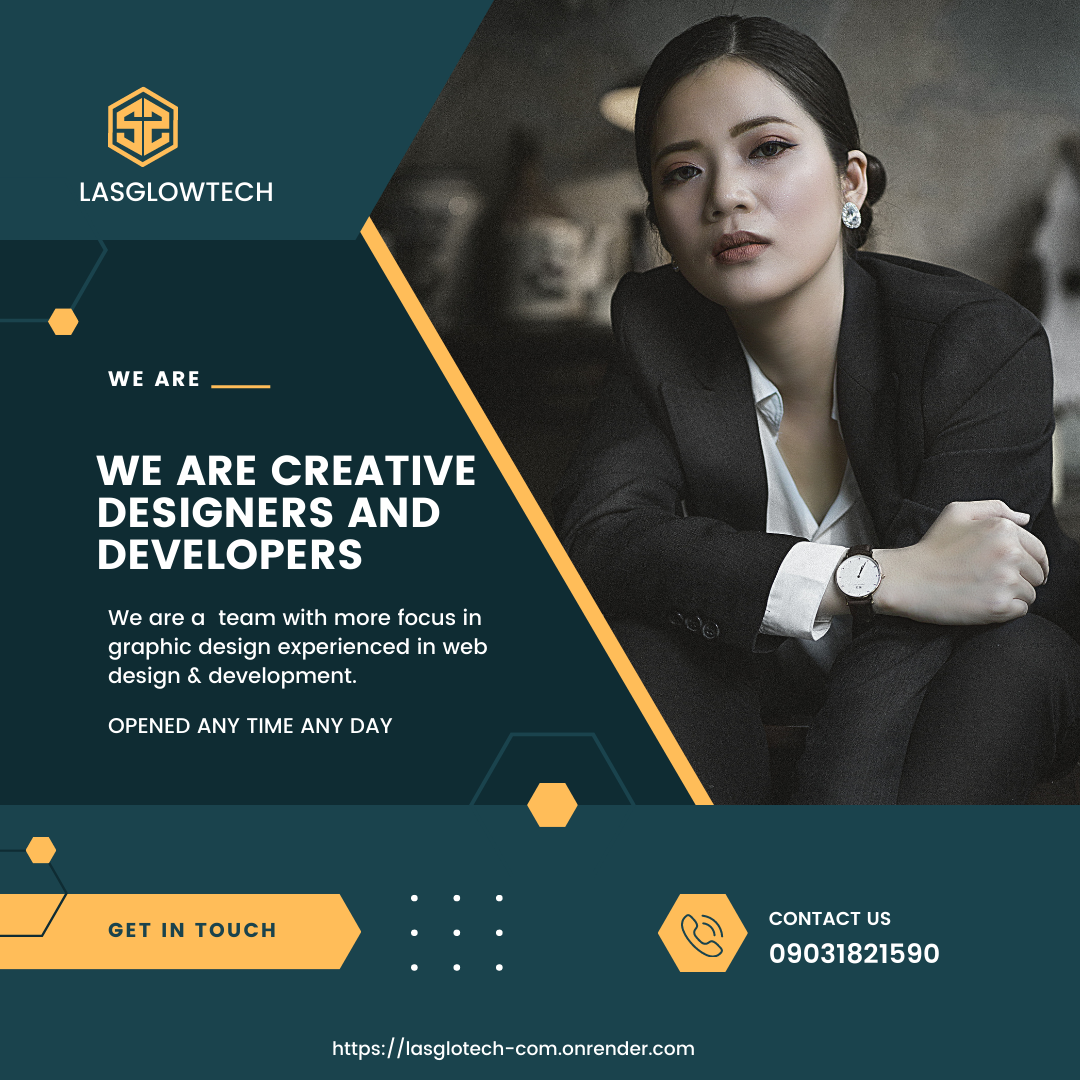 LASGLOWTECH
WE ARE
WE ARE CREATIVE
DESIGNERS AND
DEVELOPERS
We are a  team with more focus in
graphic design experienced in web
design & development.
OPENED ANY TIME ANY DAY
GET IN TOUCH
CONTACT US
09031821590
https://lasglotech-com.onrender.com